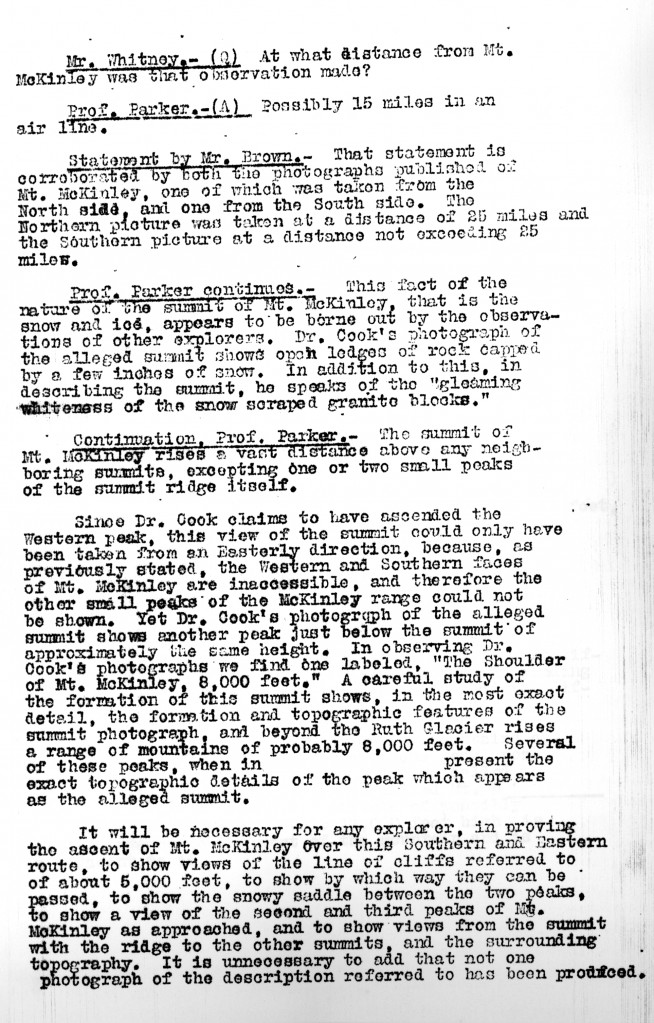 Mr. Whitney.- (Q) At what distance from Mt.
McKinley was that observation made?
Prof. Parker.-(A) Possibly 15 miles in an
air line.
Statement by Mr. Brown.- That statement is
corroborated by both the photographs published of
Mt. McKinley, one of which was taken from the
North side, and one from the South side. The
Northern picture was taken at a distance of 25 miles and
the Southern picture at a distance not exceeding 25
miles.
Prof. Parker continues.- This fact of the
nature of the summit of Mt. McKinley, that is the
snow and ice, appears to be borne out by the observa-
tions of other explorers. Dr. Cook's photograph of
the alleged summit shows open ledges of rock capped
by a few inches of snow. In addition to this, in
describing the summit, he speaks of the "gleaming
whiteness of the snow scraped granite blocks."
Continuation, Prof. Parker.- The summit of
Mt. McKinley rises a vast distance above any neigh-
boring summits, excepting one or two small peaks
of the summit ridge itself.
Since Dr. Cook claims to have ascended the
Western peak, this view of the summit could only have
been taken from an Easterly direction, because, as
previously stated, the Western and Southern faces
of Mt. McKinley are inaccessible, and therefore the
other small peaks of the McKinley range could not
be shown. Yet Dr. Cook's photograph of the alleged
summit shows another peak just below the summit of
approximately the same height. In observing Dr.
Cook's photographs we find one labeled, "The Shoulder
of Mt. McKinley, 8,000 feet." A careful study of
the formation of this summit shows, in the most exact
detail, the formation and topographic features of the
summit photograph, and beyond the Ruth Glacier rises
a range of mountains of probably 8,000 feet. Several
of these peaks, when in present the
exact topographic details of the peak which appears
as the alleged summit.
It will be necessary for any explorer, in proving
the ascent of Mt. McKinley over this Southern and Eastern
route, to show views of the line of cliffs referred to
of about 5,000 feet, to show by which way they can be
passed, to show the snowy saddle between the two peaks,
to show a view of the second and third peaks of Mt.
McKinley as approached, and to show views from the summit
with the ridge to the other summits, and the surrounding
topography. It is unnecessary to add that not one
photograph of the description referred to has been produced.